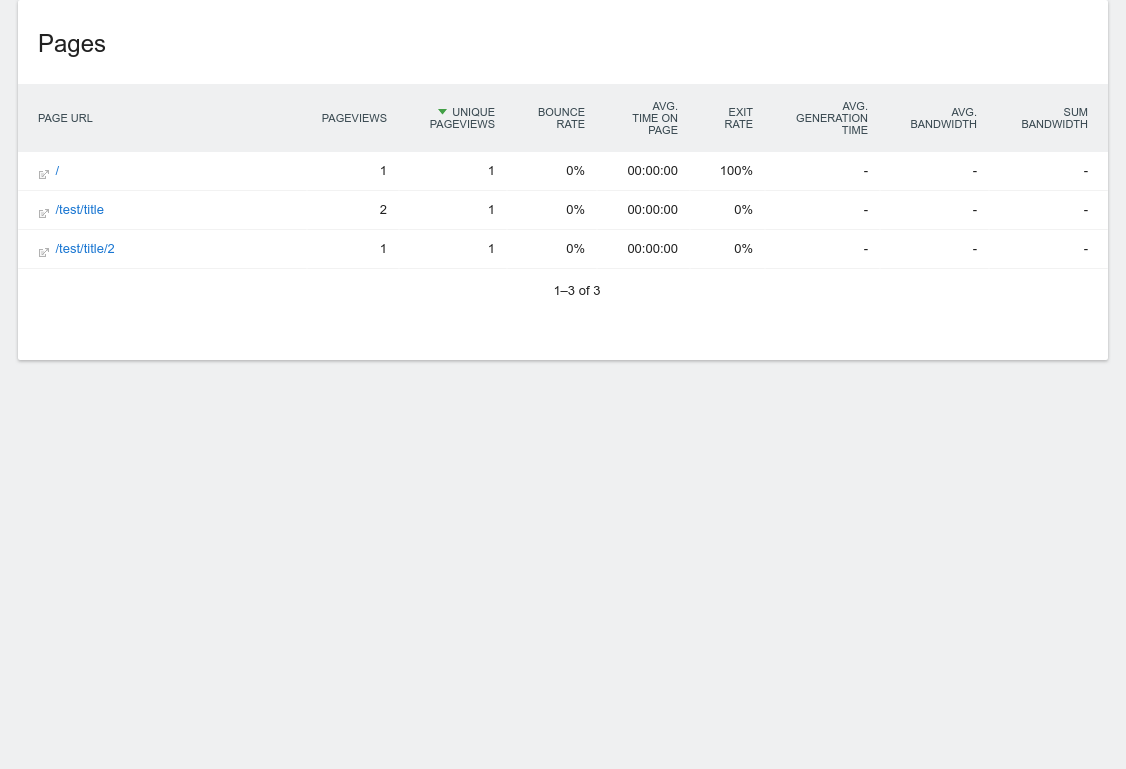 Pages
PAGE URL PAGEVIEWS UNIQUE PAGEVIEWS BOUNCE RATE AVG. TIME ON PAGE EXIT RATE AVG. GENERATION TIME AVG. BANDWIDTH SUM BANDWIDTH
/ 1 1 0% 00:00:00 100% - - -
/test/title 2 1 0% 00:00:00 0% - - -
/test/title/2 1 1 0% 00:00:00 0% - - -
1–3 of 3